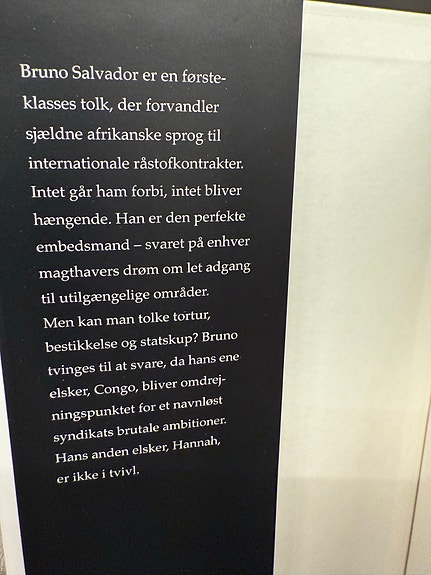 Bruno Salvador er en første-
klasses tolk, der forvandler
sjældne afrikanske sprog til
internationale råstofkontrakter.
Intet går ham forbi, intet bliver
hængende. Han er den perfekte
embedsmand – svaret på enhver
magthavers drøm om let adgang
til utilgængelige områder.
Men kan man tolke tortur,
bestikkelse og statskup? Bruno
tvinges til at svare, da hans ene
elsker, Congo, bliver omdrej-
ningspunktet for et navnløst
syndikats brutale ambitioner.
Hans anden elsker, Hannah,
er ikke i tvivl.